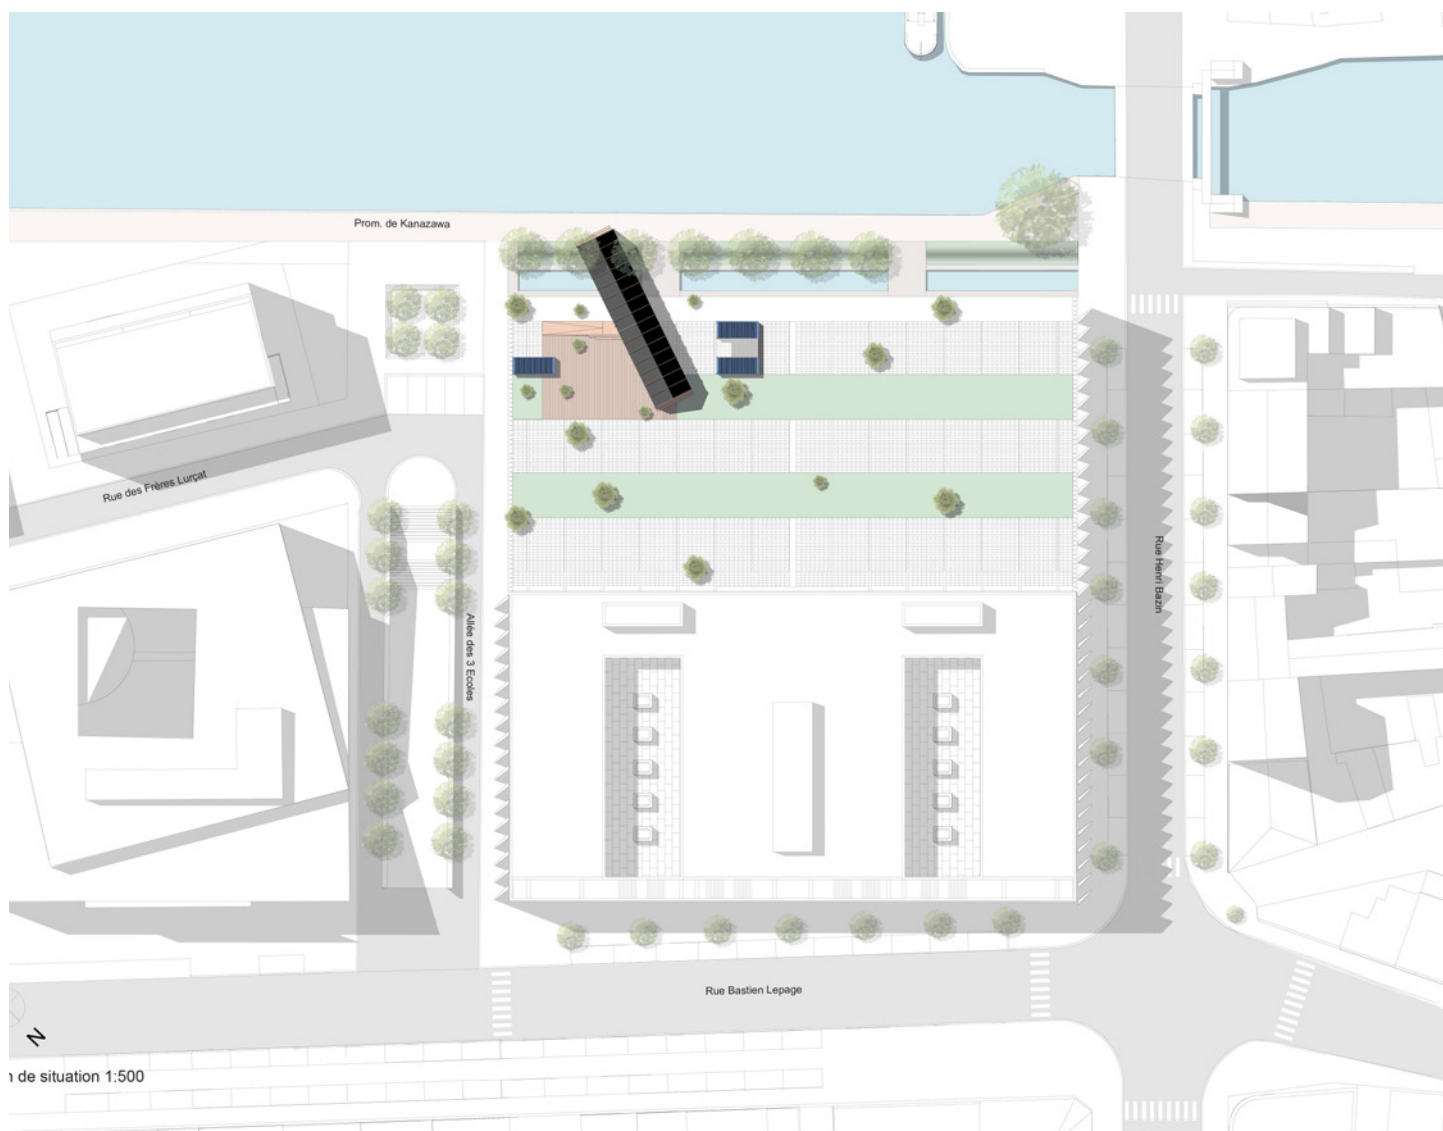 Prom. de Kanazawa
Rue des Frères Lurçat
Allée des 3 Ecoles
Rue Henri Bazin
Rue Bastien Lepage
N
de situation 1:500